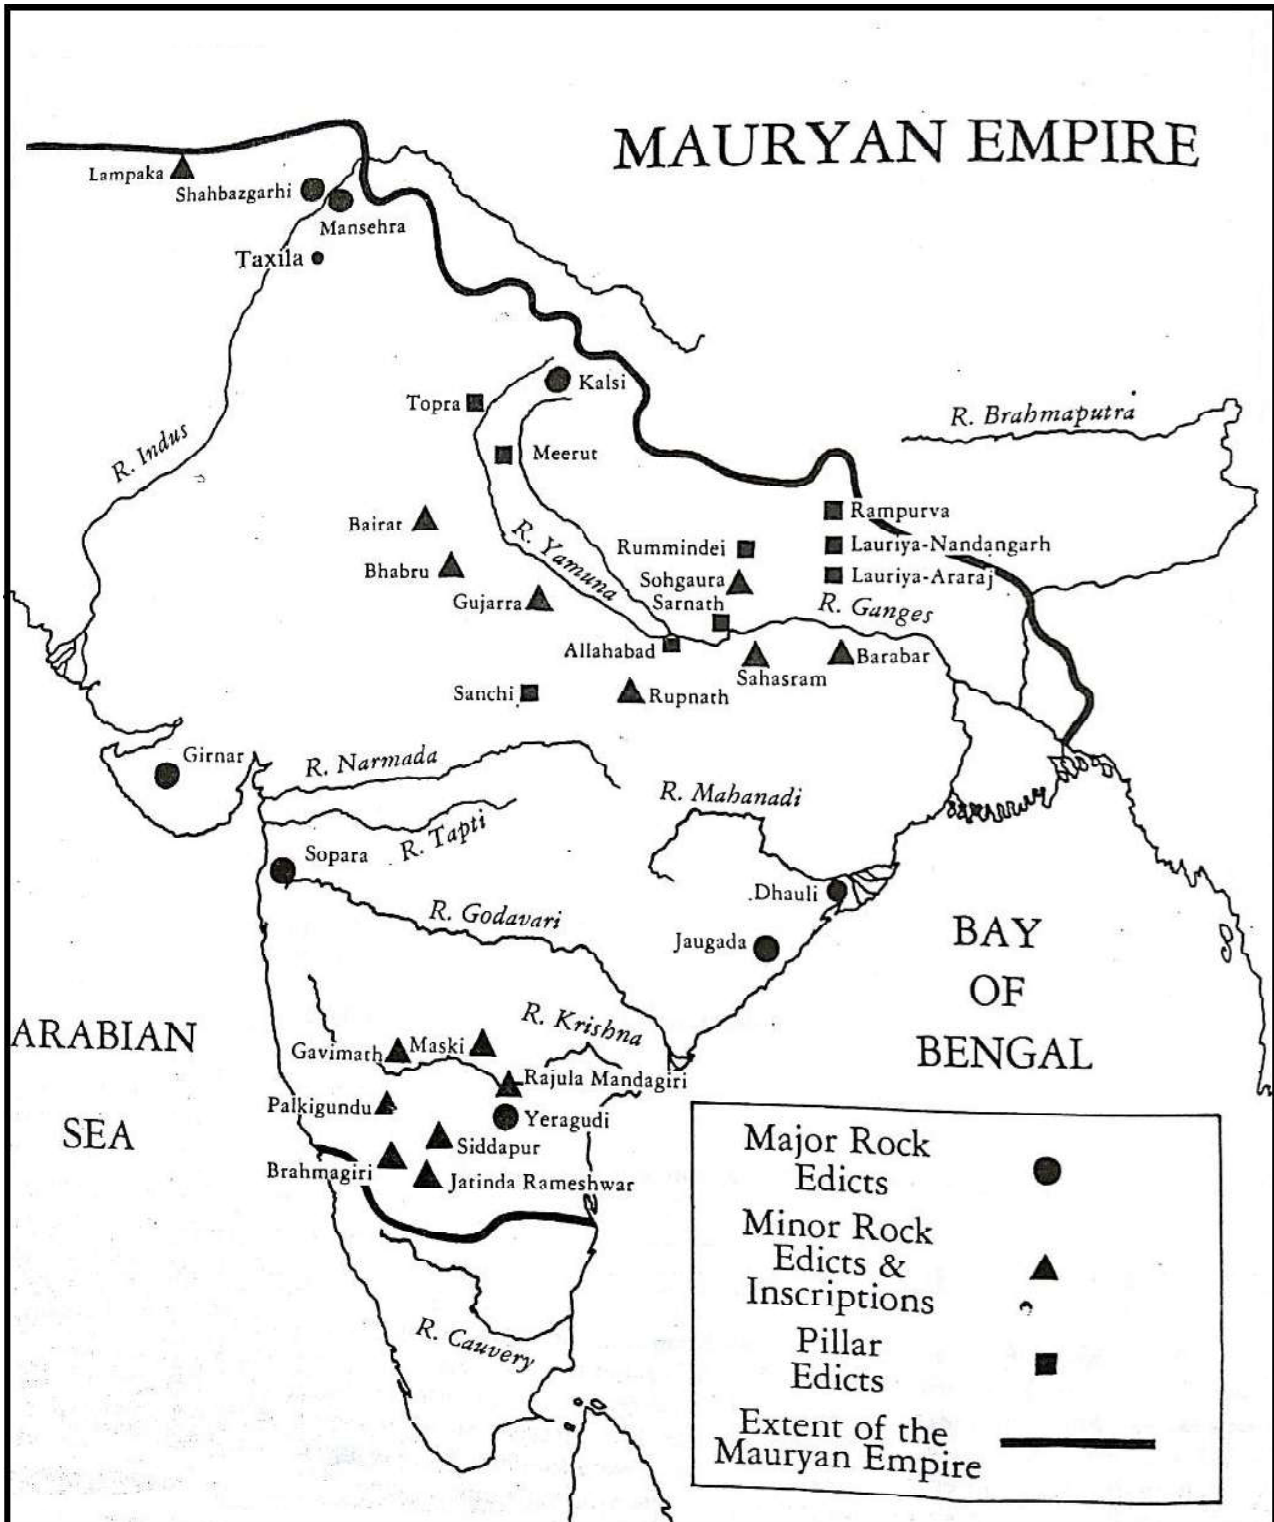 MAURYAN EMPIRE
Lampaka
Shahbazgarhi
Mansehra
Taxila
Kalsi
Topra
R. Brahmaputra
R. Indus
Meerut
Bairat
Rampurva
R. Yamuna
Rummindei
Lauriya-Nandangarh
Bhabru
Sohgaura
Lauriya-Araraj
Gujarra
Sarnath
R. Ganges
Allahabad
Barabar
Sahasram
Sanchi
Rupnath
Girnar
R. Narmada
R. Mahanadi
R. Tapti
Sopara
Dhauli
R. Godavari
Jaugada
BAY
OF
BENGAL
ARABIAN
SEA
R. Krishna
Gavimath
Maski
Rajula Mandagiri
Palkigundu
Yeragudi
Siddapur
Brahmagiri
Jatinda Rameshwar
R. Cauvery
Major Rock
Edicts
Minor Rock
Edicts &
Inscriptions
Pillar
Edicts
Extent of the
Mauryan Empire